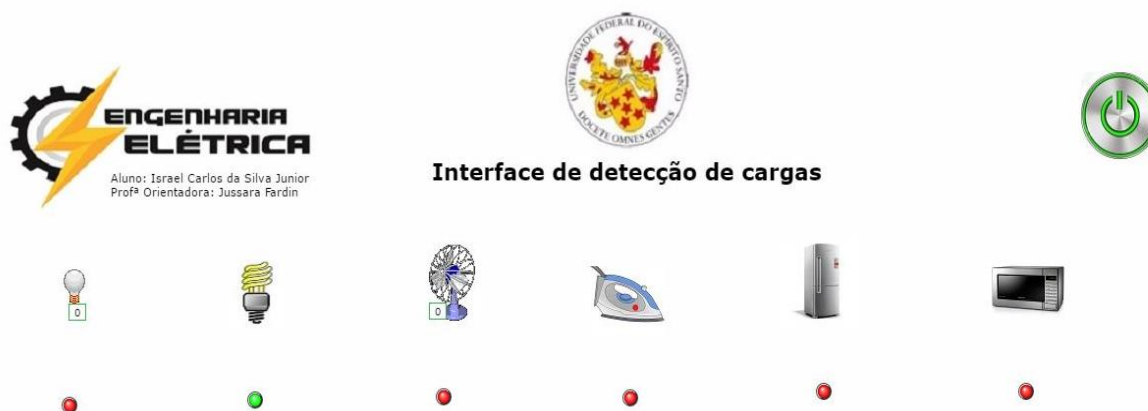 UNIVERSIDADE FEDERAL DO ESPÍRITO SANTO
DOCETE OMNES GENTES
ENGENHARIA
ELÉTRICA
Aluno: Israel Carlos da Silva Junior
Profª Orientadora: Jussara Fardin
Interface de detecção de cargas
0
0